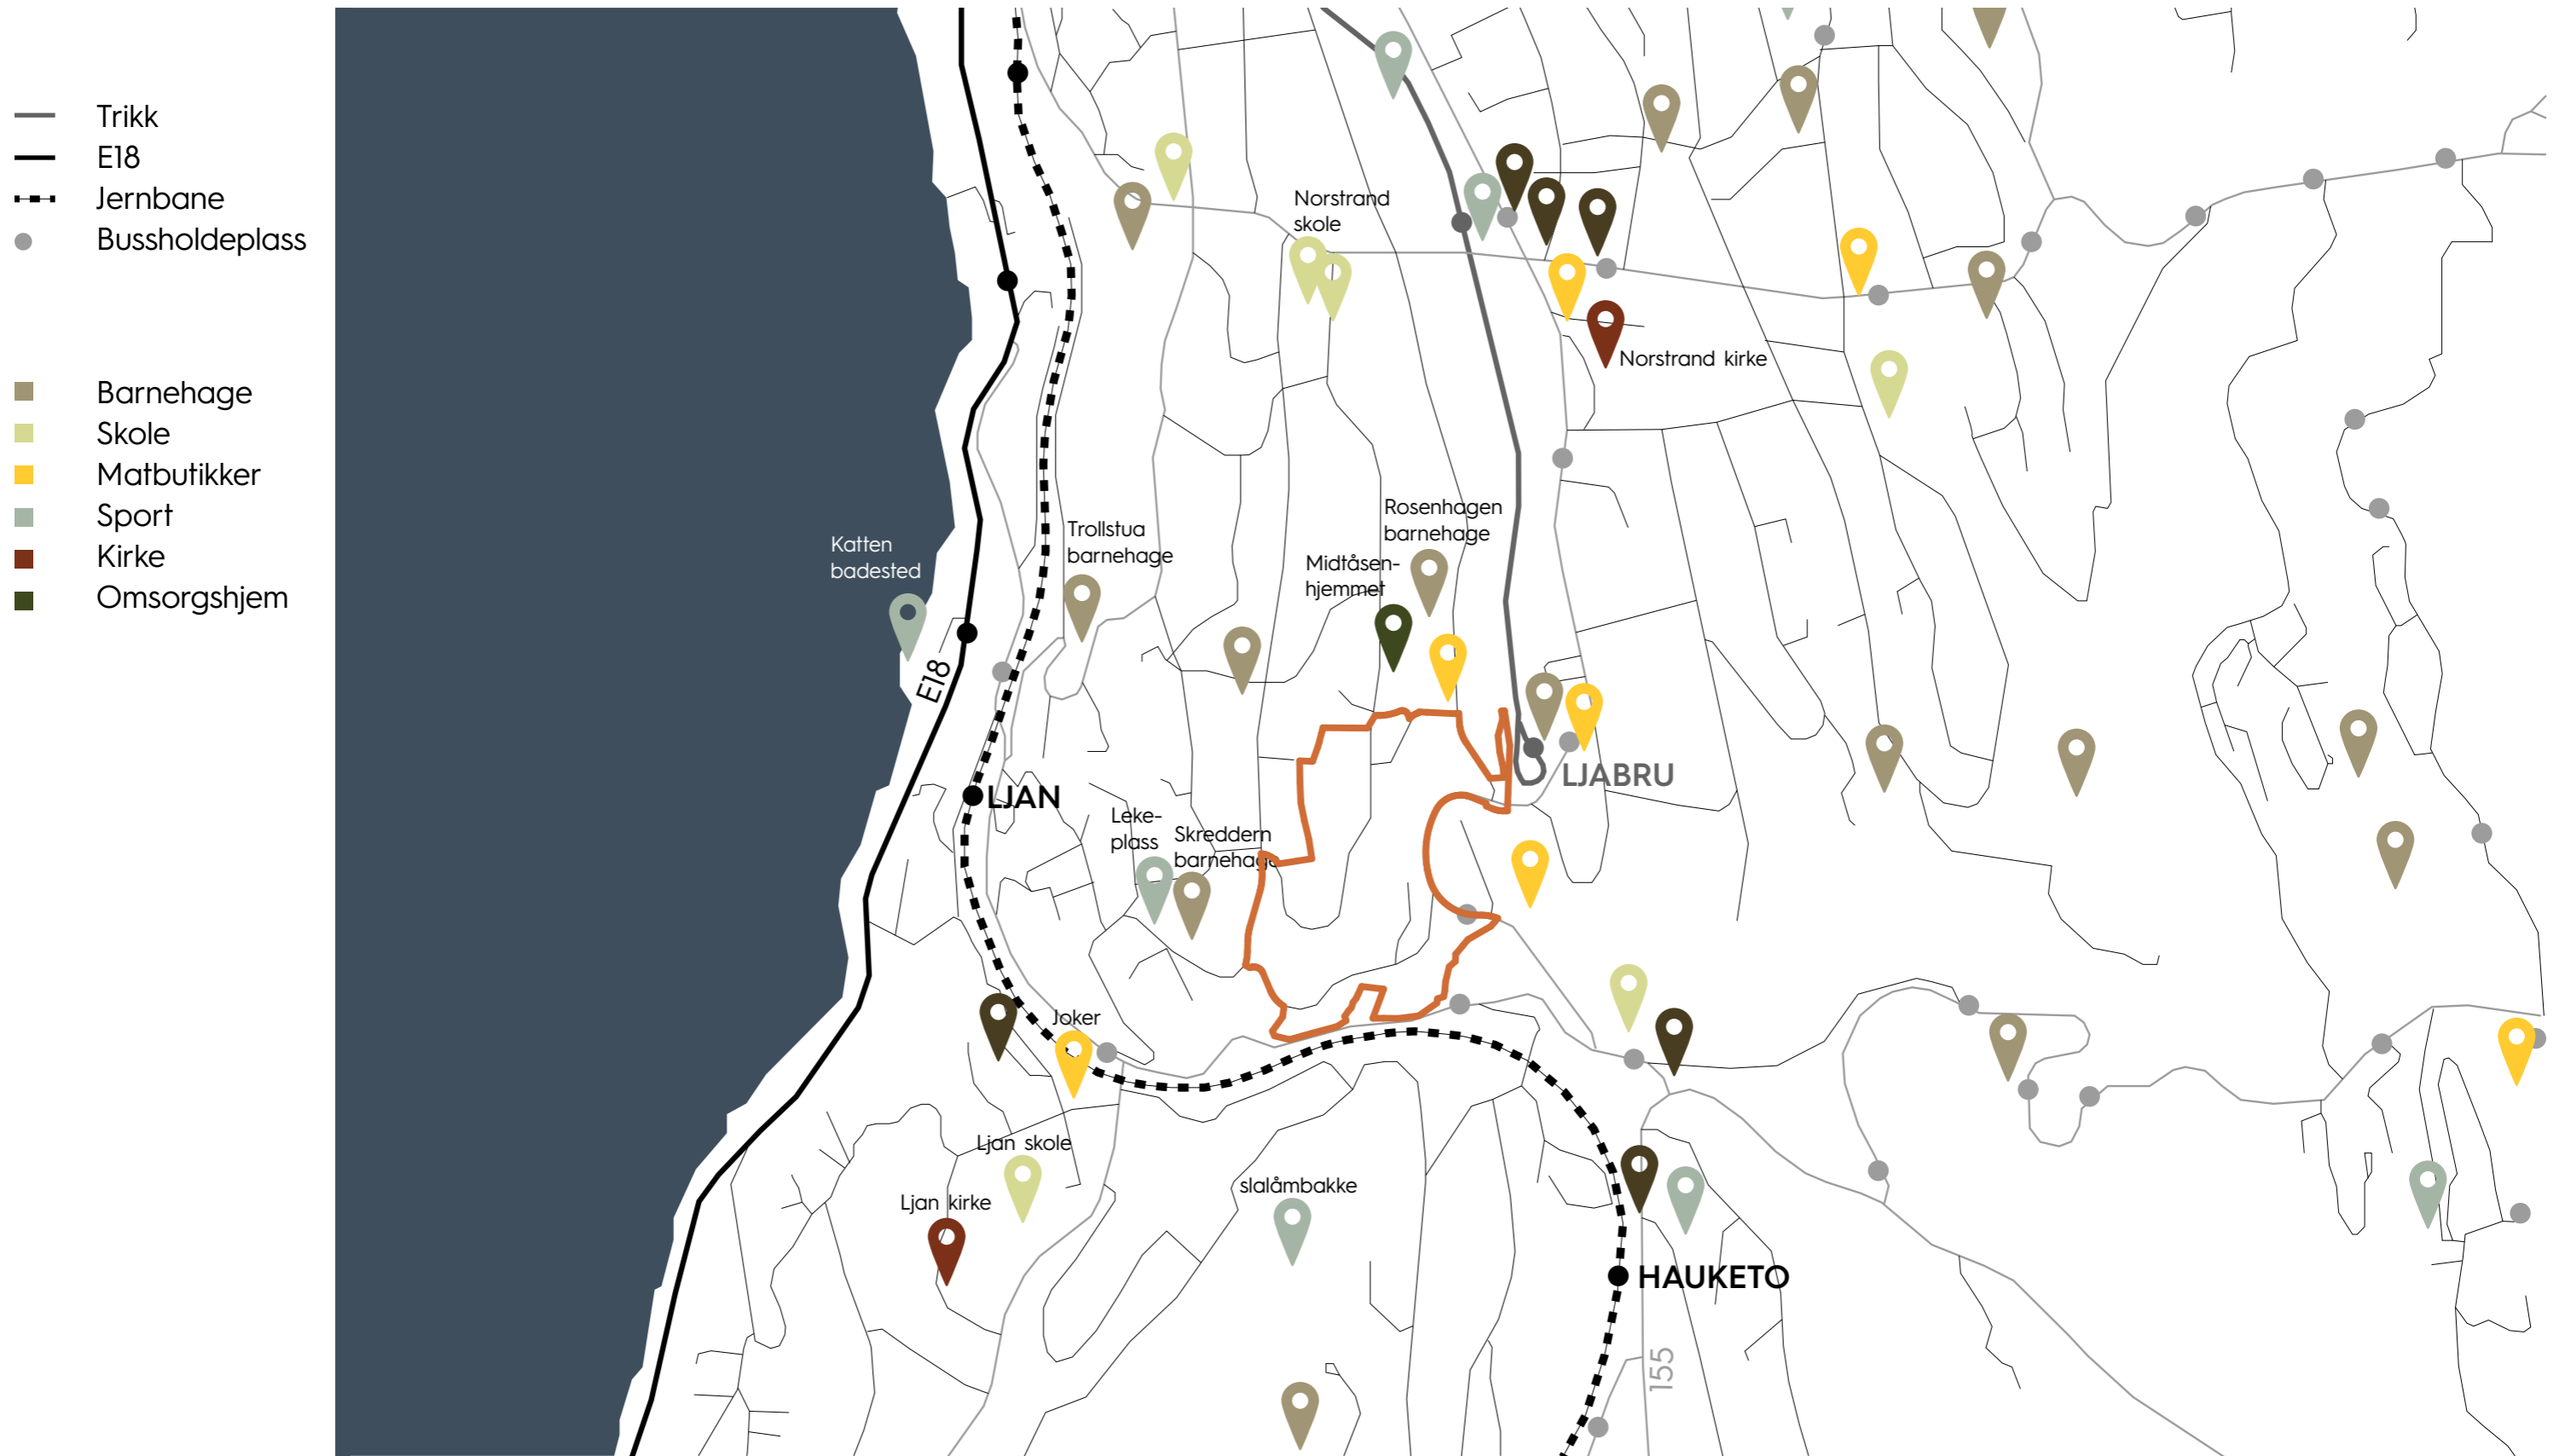 Trikk
E18
Jernbane
Bussholdeplass
Barnehage
Skole
Matbutikker
Sport
Kirke
Omsorgshjem
Norstrand
skole
Norstrand kirke
Rosenhagen
barnehage
Trollstua
barnehage
Katten
badested
Midtåsen-
hjemmet
E18
LJABRU
LJAN
Leke-
plass
Skreddern
barnehage
Joker
Ljan skole
slalåmbakke
Ljan kirke
HAUKETO
155